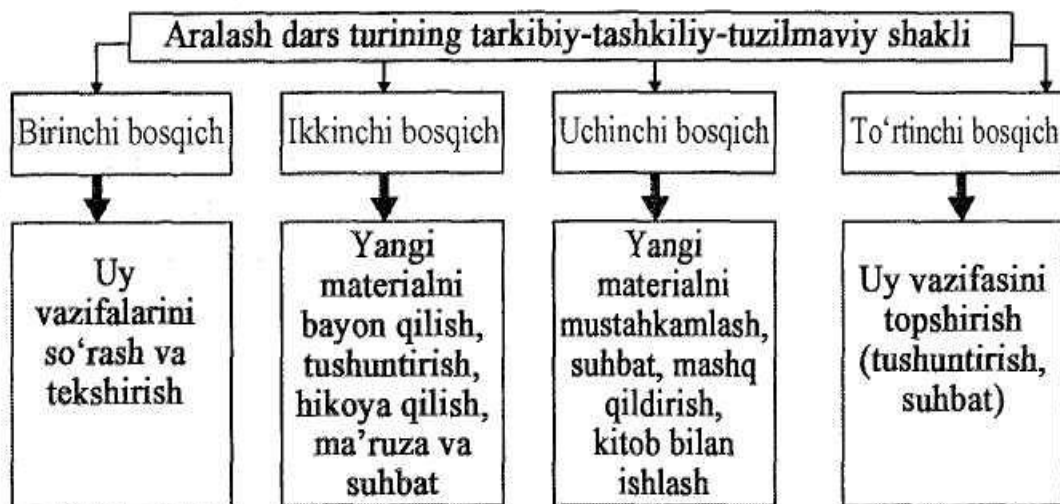 Aralash dars turining tarkibiy-tashkiliy-tuzilmaviy shakli
Birinchi bosqich
Ikkinchi bosqich
Uchinchi bosqich
To‘rtinchi bosqich
Uy
vazifalarini
so‘rash va
tekshirish
Yangi
materialni
bayon qilish,
tushuntirish,
hikoya qilish,
ma’ruza va
suhbat
Yangi
materialni
mustahkamlash,
suhbat, mashq
qildirish,
kitob bilan
ishlash
Uy vazifasini
topshirish
(tushuntirish,
suhbat)